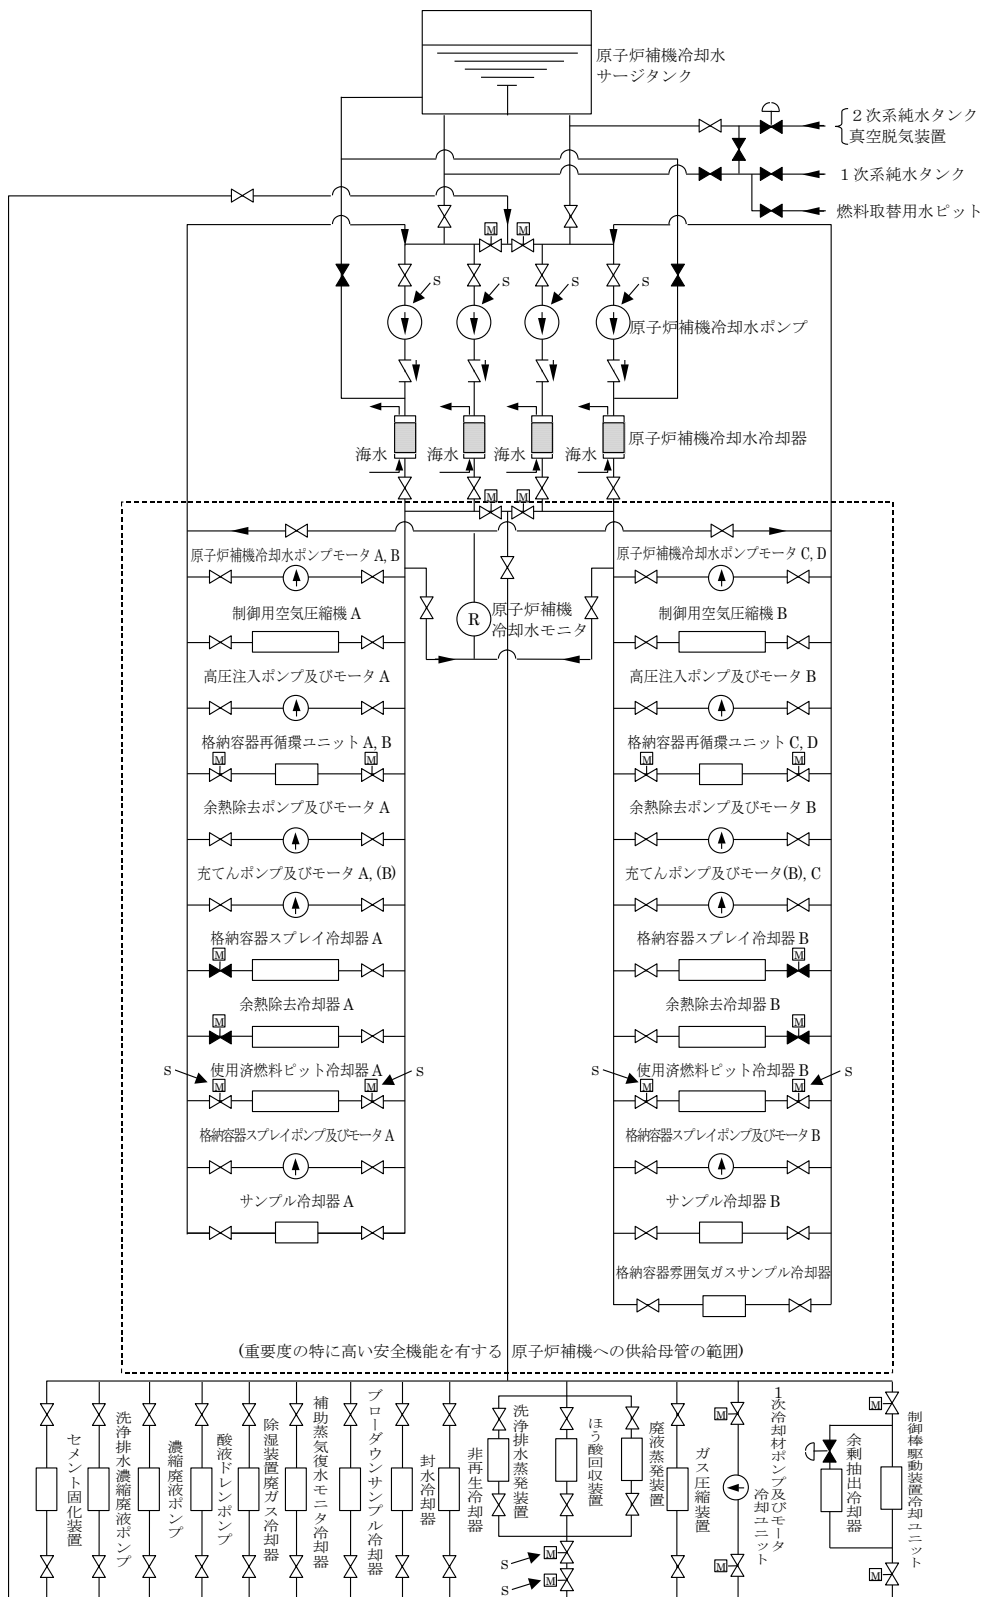 原子炉補機冷却水
サージタンク
２次系純水タンク
真空脱気装置
１次系純水タンク
燃料取替用水ピット
M
M
s
s
s
s
原子炉補機冷却水ポンプ
原子炉補機冷却水冷却器
海水
海水
海水
海水
M
M
原子炉補機冷却水ポンプモータ A, B
原子炉補機冷却水ポンプモータ C, D
制御用空気圧縮機 A
R
原子炉補機
冷却水モニタ
制御用空気圧縮機 B
高圧注入ポンプ及びモータ A
高圧注入ポンプ及びモータ B
格納容器再循環ユニット A, B
格納容器再循環ユニット C, D
M
M
M
M
余熱除去ポンプ及びモータ A
余熱除去ポンプ及びモータ B
充てんポンプ及びモータ A, (B)
充てんポンプ及びモータ(B), C
格納容器スプレイ冷却器 A
格納容器スプレイ冷却器 B
M
M
余熱除去冷却器 A
余熱除去冷却器 B
M
M
s
使用済燃料ピット冷却器 A
s
s
使用済燃料ピット冷却器 B
s
M
M
M
M
格納容器スプレイポンプ及びモータ A
格納容器スプレイポンプ及びモータ B
サンプル冷却器 A
サンプル冷却器 B
格納容器雰囲気ガスサンプル冷却器
(重要度の特に高い安全機能を有する 原子炉補機への供給母管の範囲)
セメント固化装置
洗浄排水濃縮廃液ポンプ
濃縮廃液ポンプ
酸液ドレンポンプ
除湿装置廃ガス冷却器
補助蒸気復水モニタ冷却器
ブローダウンサンプル冷却器
封水冷却器
非再生冷却器
洗浄排水蒸発装置
ほう酸回収装置
廃液蒸発装置
M
M
s
s
ガス圧縮装置
M
M
１次冷却材ポンプ及びモータ
冷却ユニット
余剰抽出冷却器
M
M
制御棒駆動装置冷却ユニット